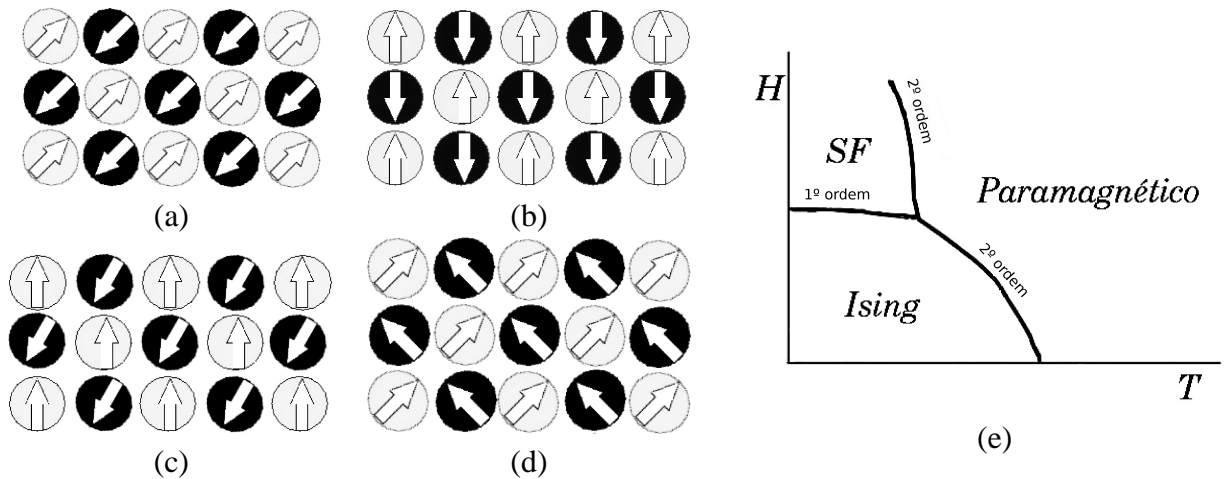 (a)
(b)
(c)
(d)
H
2º ordem
SF
1º ordem
Paramagnético
2º ordem
Ising
T
(e)